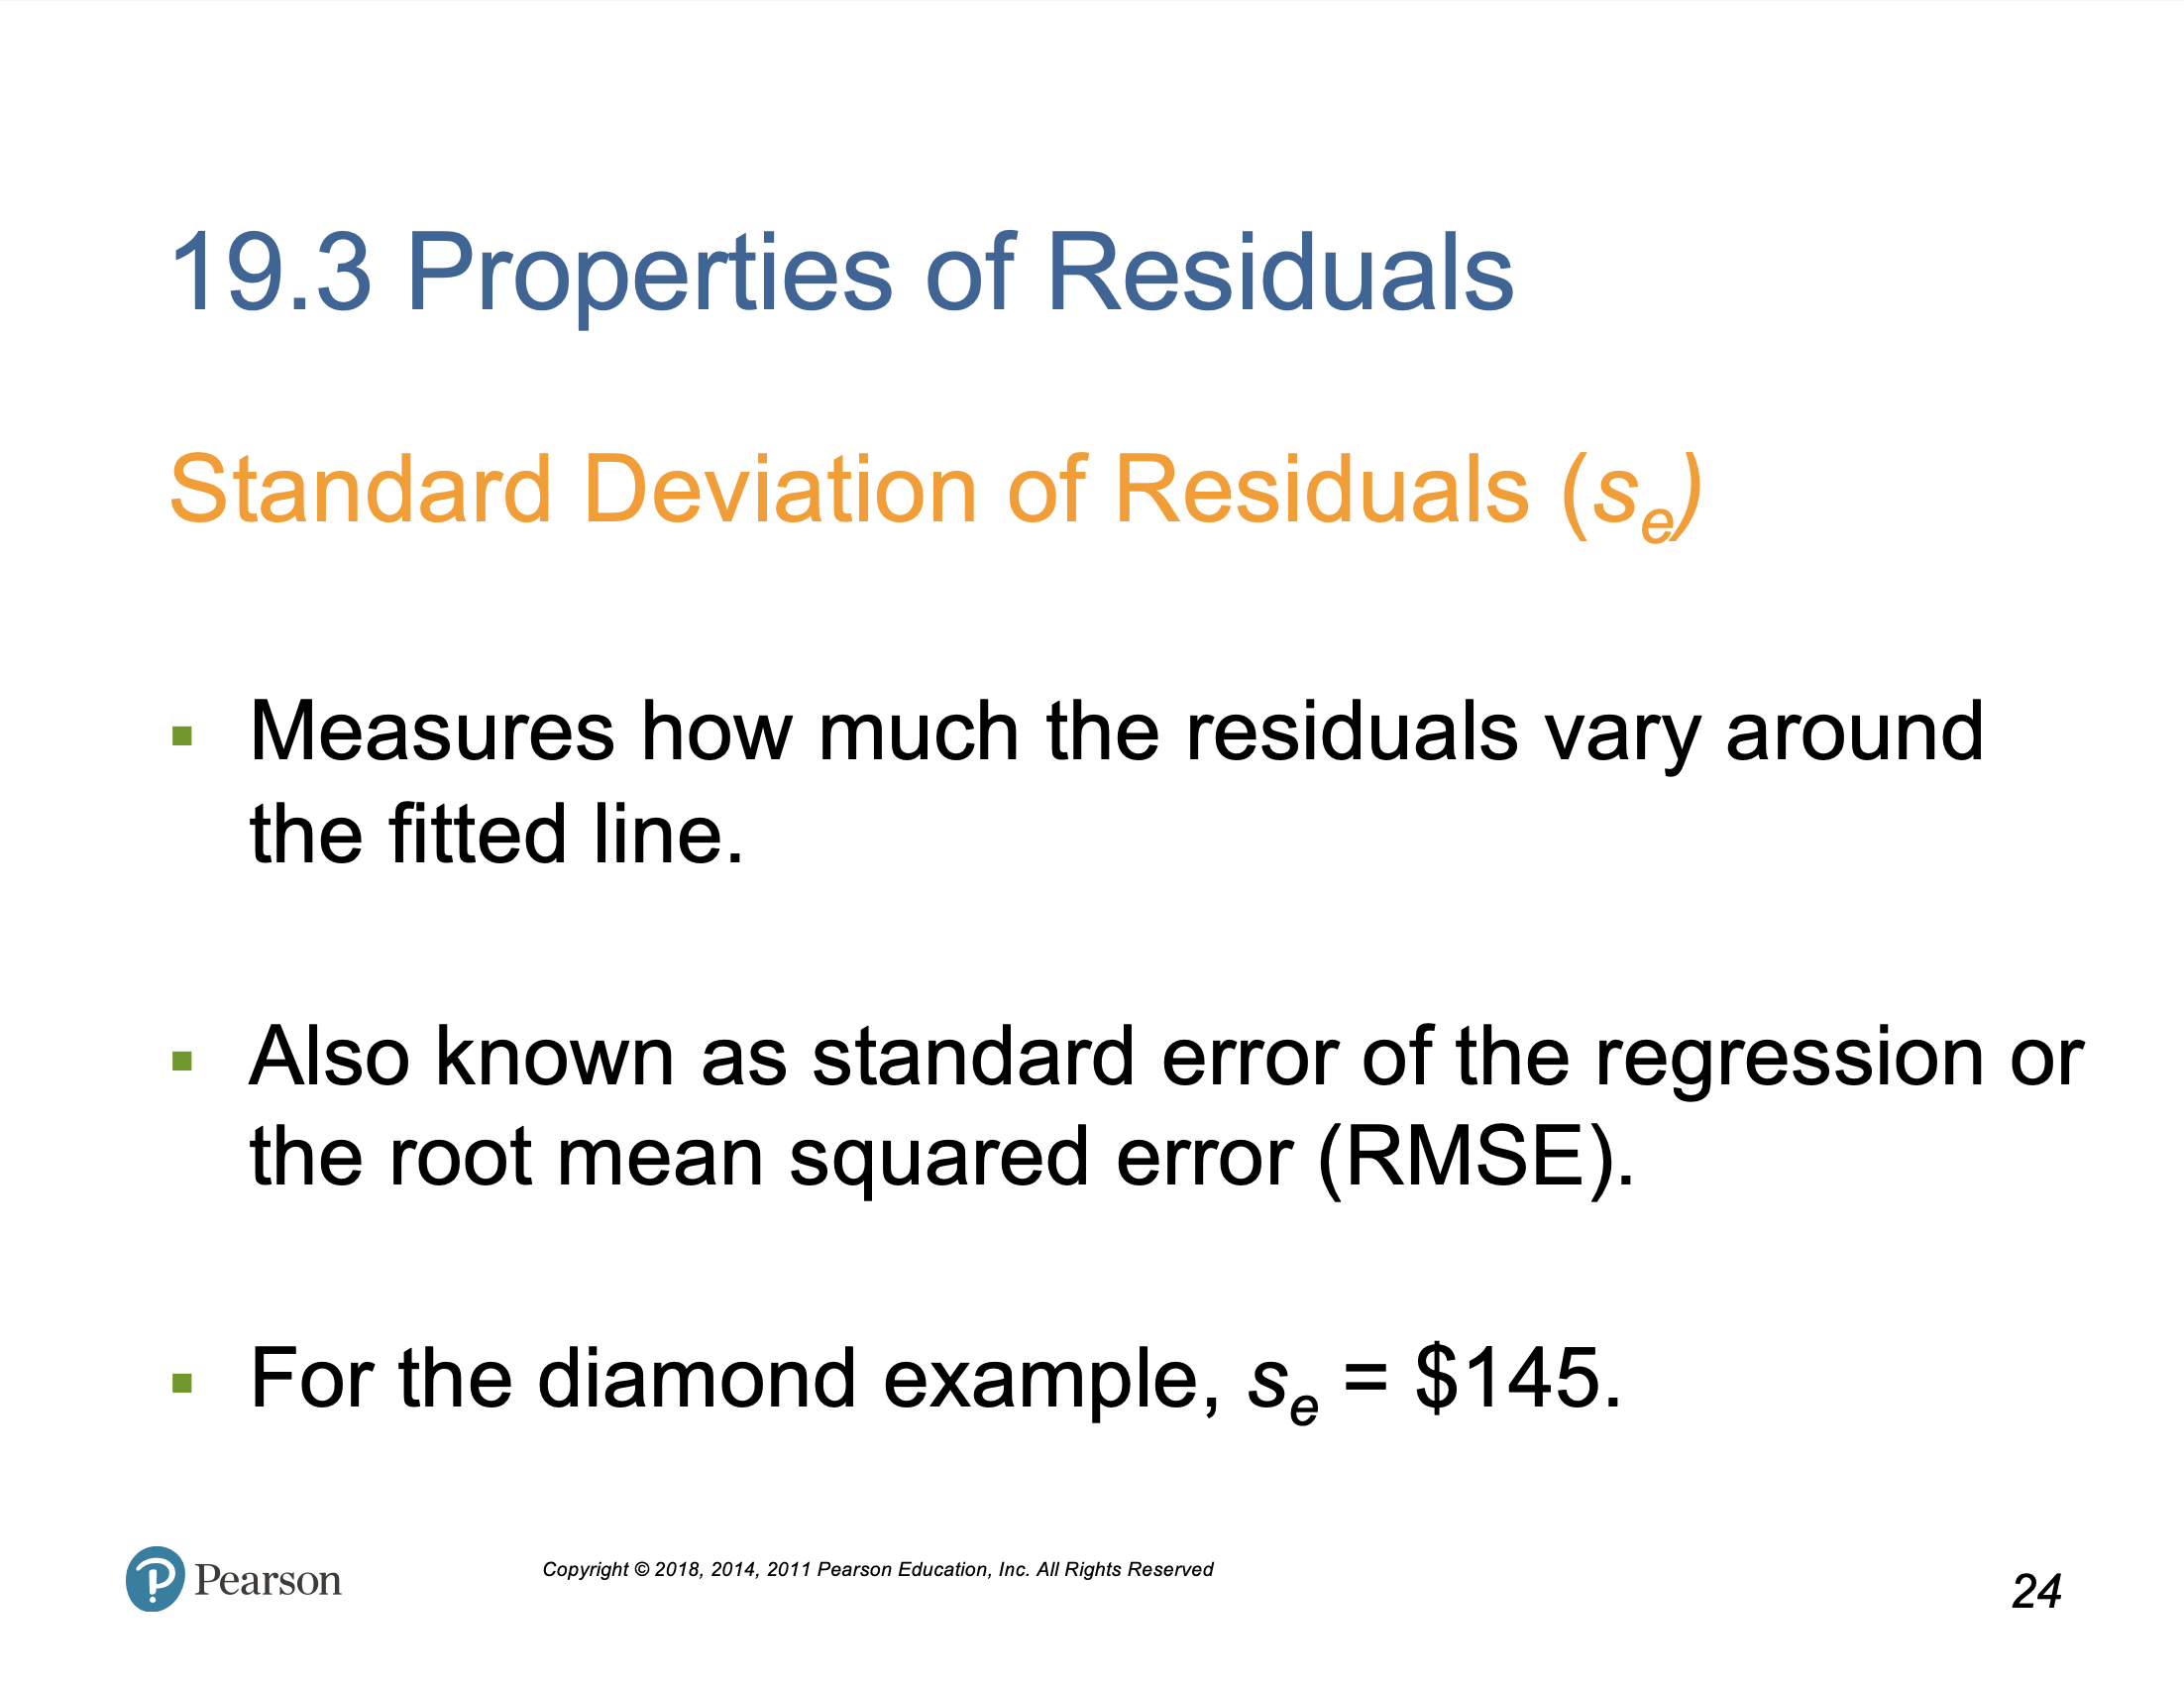 19.3 Properties of Residuals
Standard Deviation of Residuals (se)
▪ Measures how much the residuals vary around
the fitted line.
▪ Also known as standard error of the regression or
the root mean squared error (RMSE).
▪ For the diamond example, se = $145.
Pearson
Copyright © 2018, 2014, 2011 Pearson Education, Inc. All Rights Reserved
24